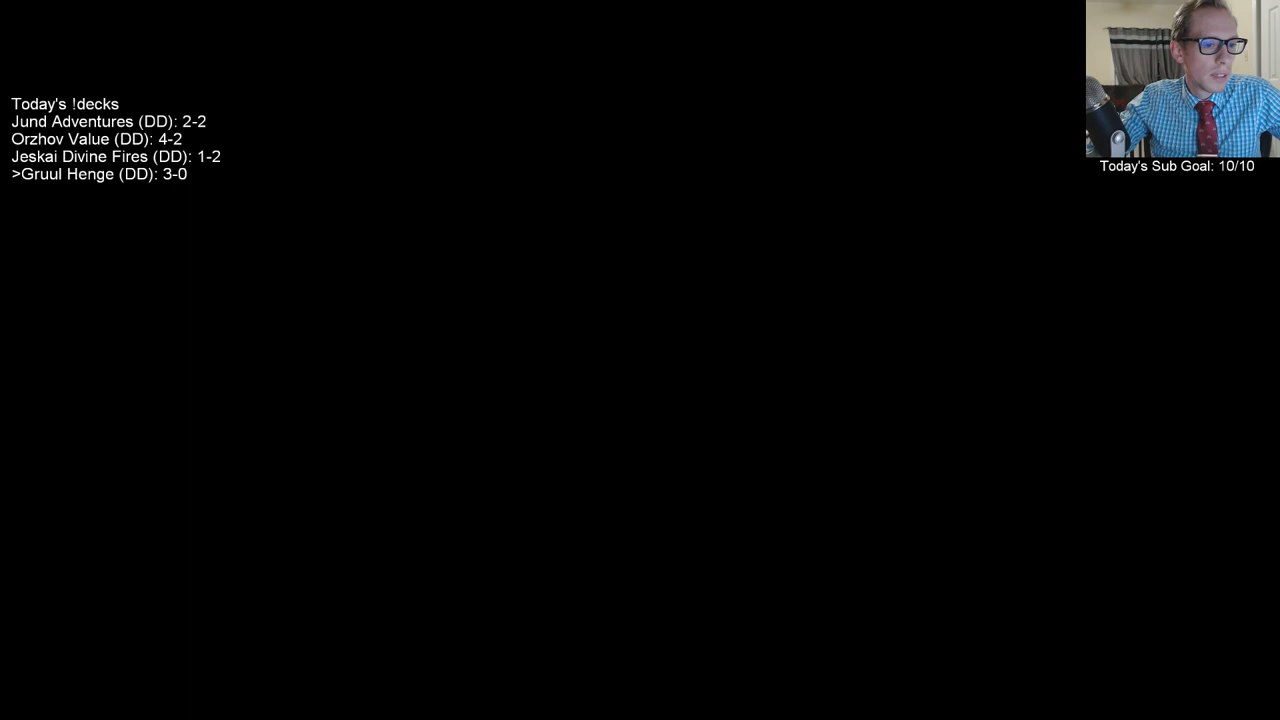 Today's !decks
Jund Adventures (DD): 2-2
Orzhov Value (DD): 4-2
Jeskai Divine Fires (DD): 1-2
>Gruul Henge (DD): 3-0
Today's Sub Goal: 10/10